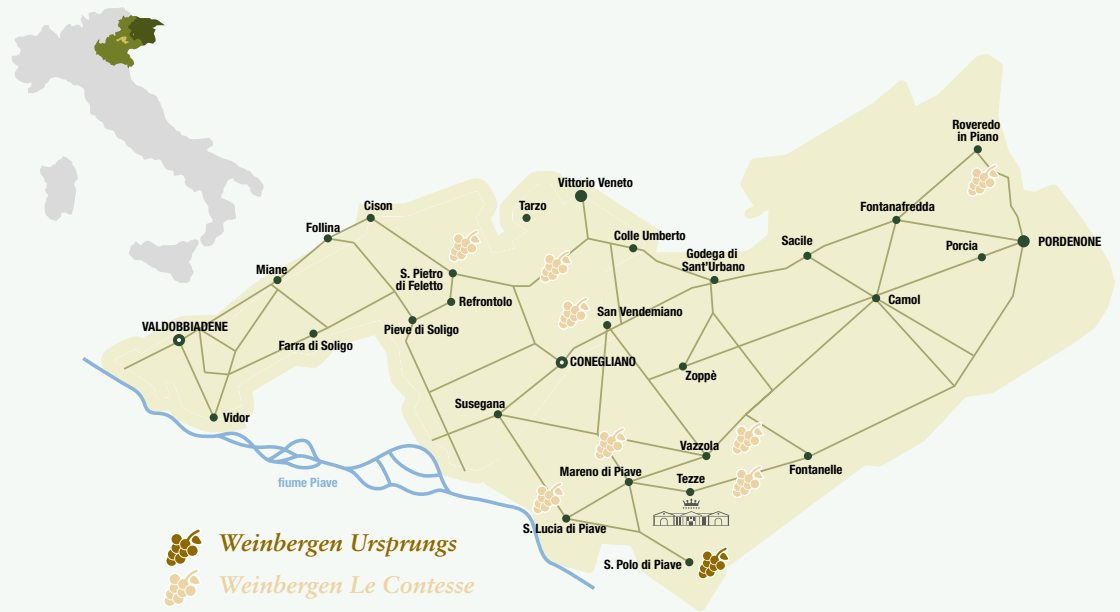 Roveredo
in Piano
Vittorio Veneto
Cison
Tarzo
Fontanafredda
Follina
Colle Umberto
Sacile
Porcia
PORDENONE
Godega di
Sant'Urbano
Miane
S. Pietro
di Feletto
Refrontolo
Camol
San Vendemiano
VALDOBBIADENE
Pieve di Soligo
Farra di Soligo
CONEGLIANO
Zoppè
Susegana
Vidor
Vazzola
Mareno di Piave
Tezze
Fontanelle
fiume Piave
S. Lucia di Piave
S. Polo di Piave
Weinbergen Ursprungs
Weinbergen Le Contesse